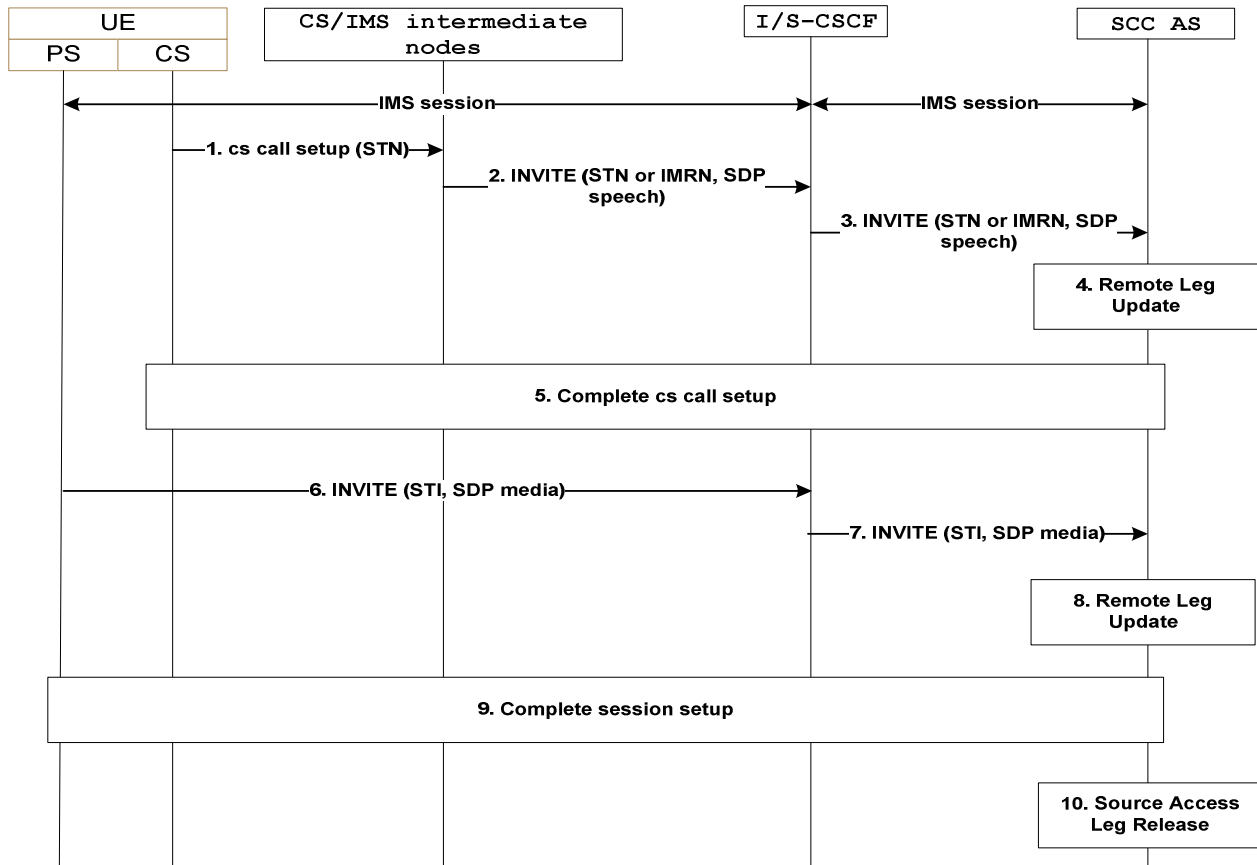 UE
PS CS
CS/IMS intermediate
nodes
I/S-CSCF
SCC AS
IMS session
IMS session
1. cs call setup (STN)
2. INVITE (STN or IMRN, SDP
speech)
3. INVITE (STN or IMRN, SDP
speech)
4. Remote Leg
Update
5. Complete cs call setup
6. INVITE (STI, SDP media)
7. INVITE (STI, SDP media)
8. Remote Leg
Update
9. Complete session setup
10. Source Access
Leg Release